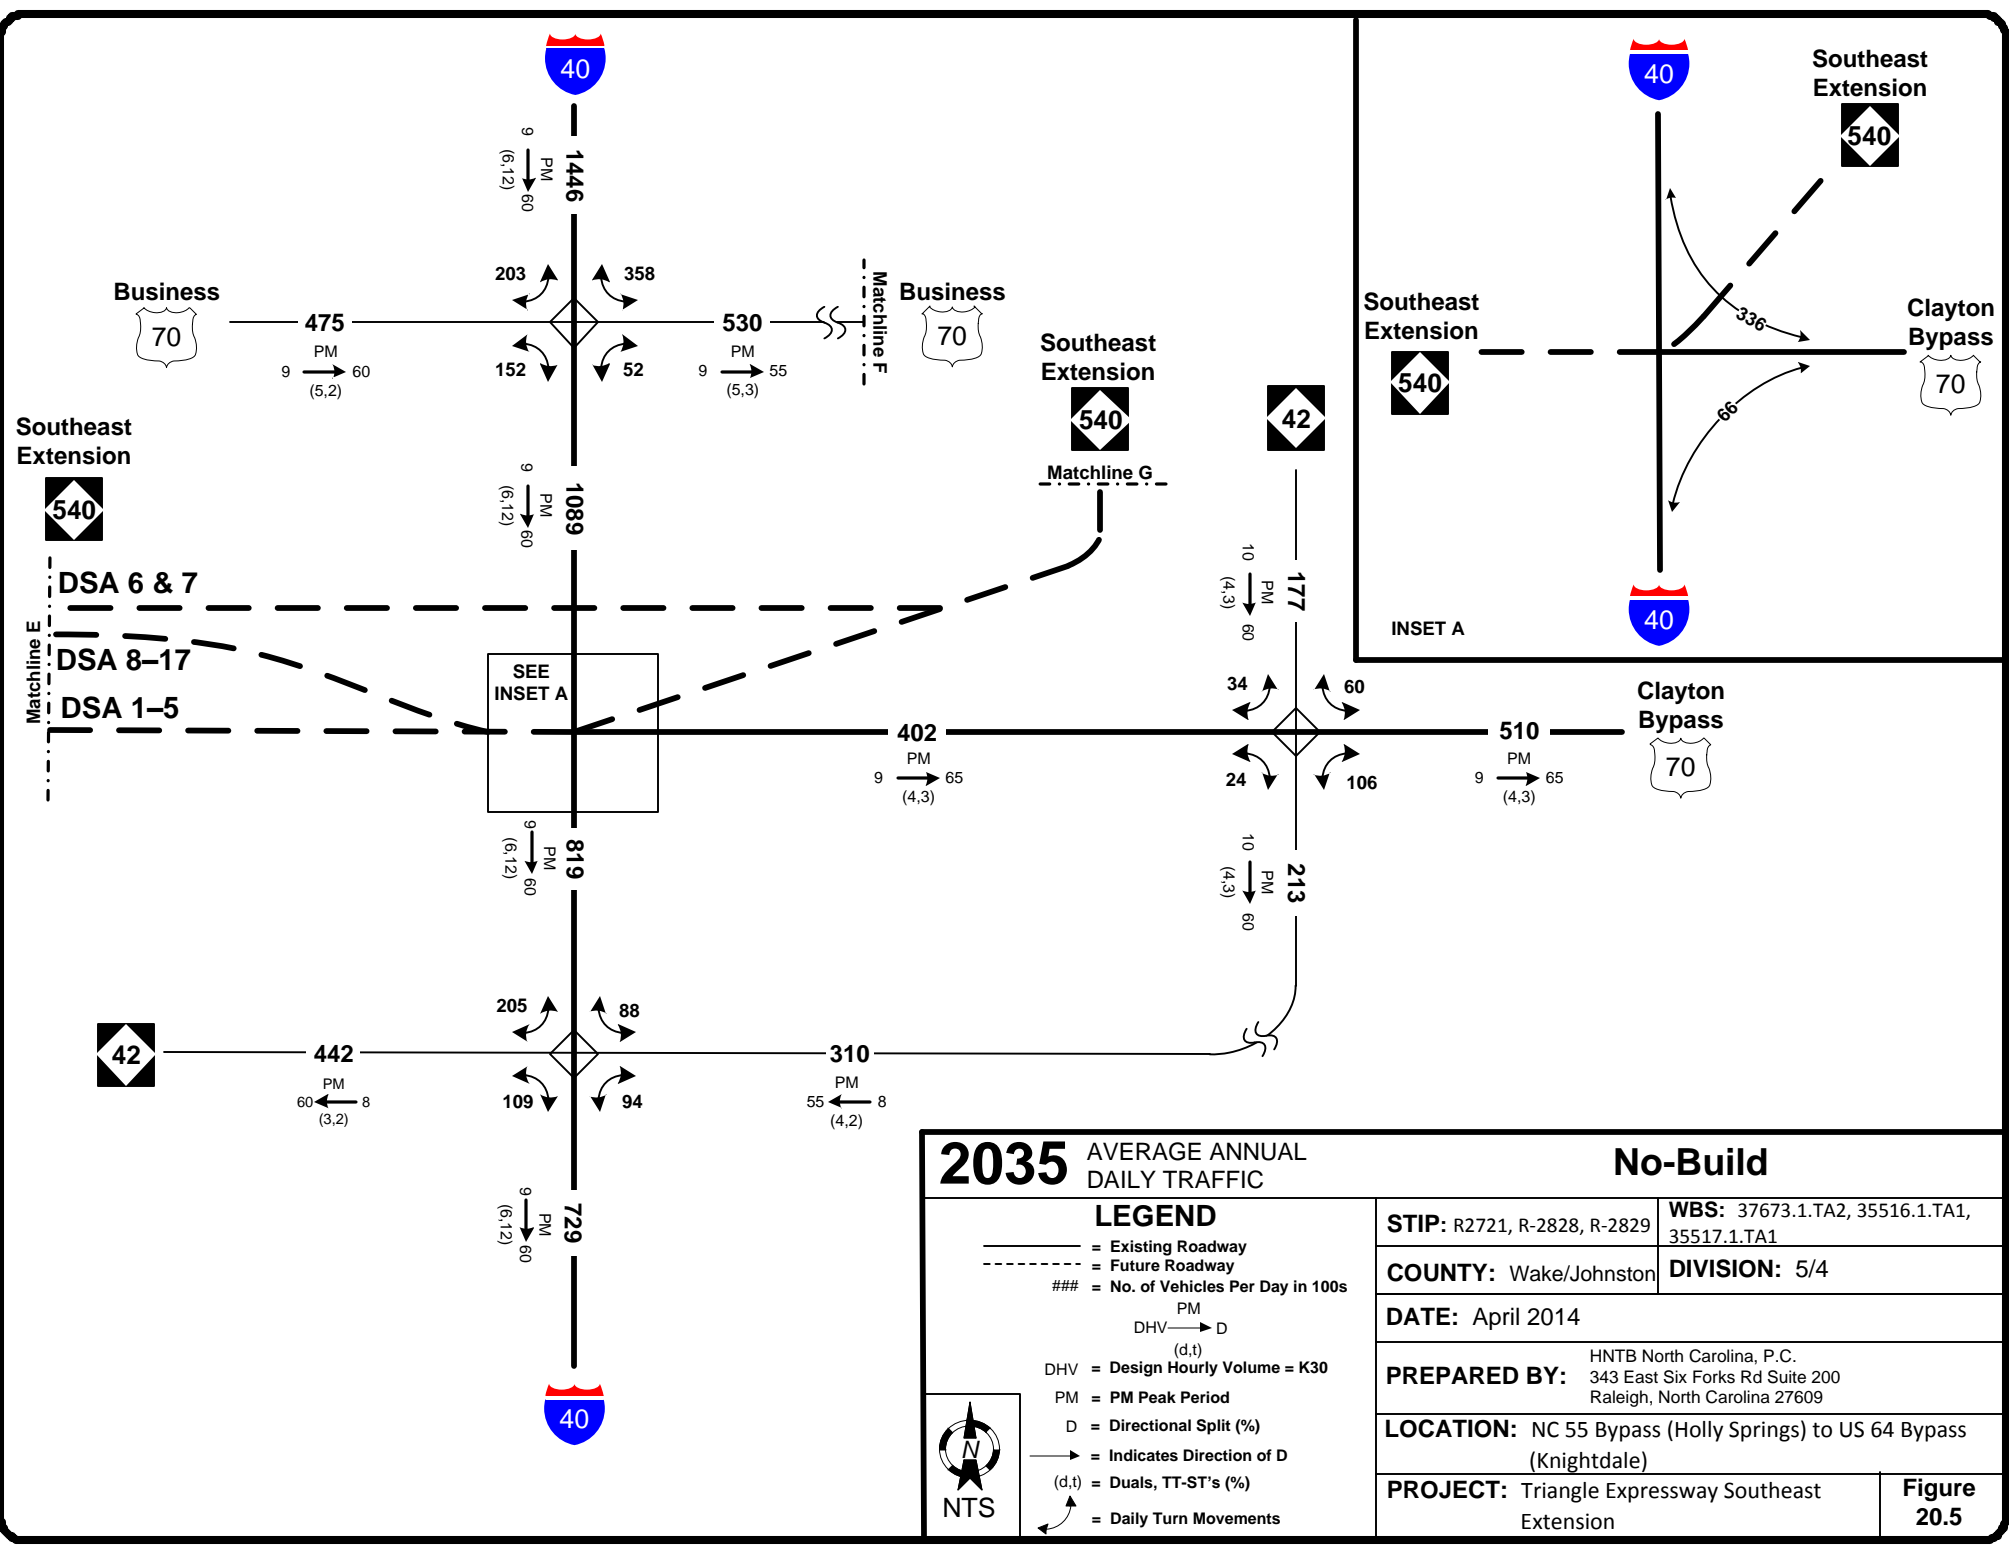 40
9
(6,12)
PM
60
1446
203
358
Business
70
475
PM
9 60
(5,2)
530
PM
9 55
(5,3)
152
52
Matchline F
Business
70
Southeast
Extension
540
Matchline G
42
Southeast
Extension
540
9
(6,12)
PM
60
1089
Matchline E
DSA 6 & 7
DSA 8–17
DSA 1–5
SEE
INSET A
10
(4,3)
PM
60
177
34
60
24
106
402
PM
9 65
(4,3)
510
PM
9 65
(4,3)
Clayton
Bypass
70
9
(6,12)
PM
60
819
10
(4,3)
PM
60
213
205
88
109
94
42
442
PM
60 8
(3,2)
310
PM
55 8
(4,2)
9
(6,12)
PM
60
729
40
40
Southeast
Extension
540
Southeast
Extension
540
336
66
Clayton
Bypass
70
INSET A
40
2035 AVERAGE ANNUAL
DAILY TRAFFIC
No-Build
LEGEND
= Existing Roadway
= Future Roadway
### = No. of Vehicles Per Day in 100s
PM
DHV D
(d,t)
DHV = Design Hourly Volume = K30
PM = PM Peak Period
D = Directional Split (%)
= Indicates Direction of D
(d,t) = Duals, TT-ST's (%)
= Daily Turn Movements
N
NTS
STIP: R2721, R-2828, R-2829
WBS: 37673.1.TA2, 35516.1.TA1,
35517.1.TA1
COUNTY: Wake/Johnston
DIVISION: 5/4
DATE: April 2014
PREPARED BY: HNTB North Carolina, P.C.
343 East Six Forks Rd Suite 200
Raleigh, North Carolina 27609
LOCATION: NC 55 Bypass (Holly Springs) to US 64 Bypass
(Knightdale)
PROJECT: Triangle Expressway Southeast
Extension
Figure
20.5